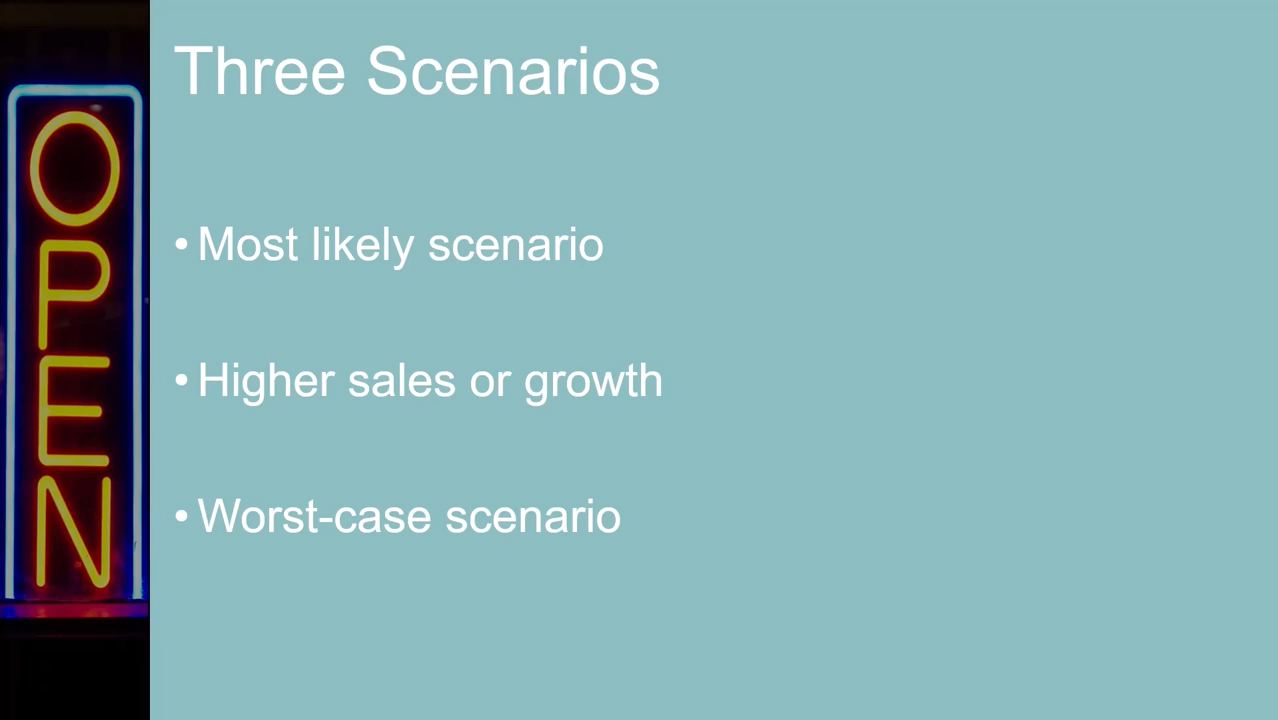 OPEN
Three Scenarios
• Most likely scenario
• Higher sales or growth
• Worst-case scenario